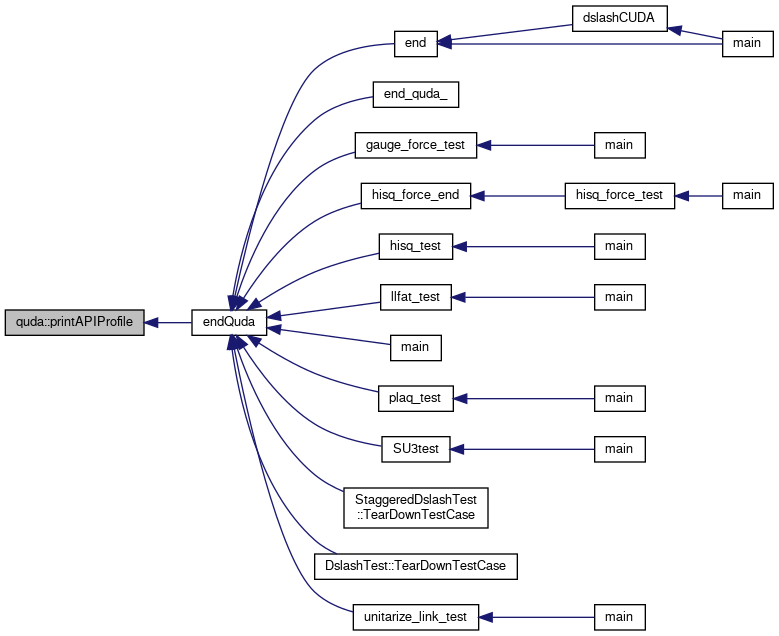 dslashCUDA
end
main
end_quda_
gauge_force_test
main
hisq_force_end
hisq_force_test
main
hisq_test
main
llfat_test
main
quda::printAPIProfile
endQuda
main
plaq_test
main
SU3test
main
StaggeredDslashTest
::TearDownTestCase
DslashTest::TearDownTestCase
unitarize_link_test
main